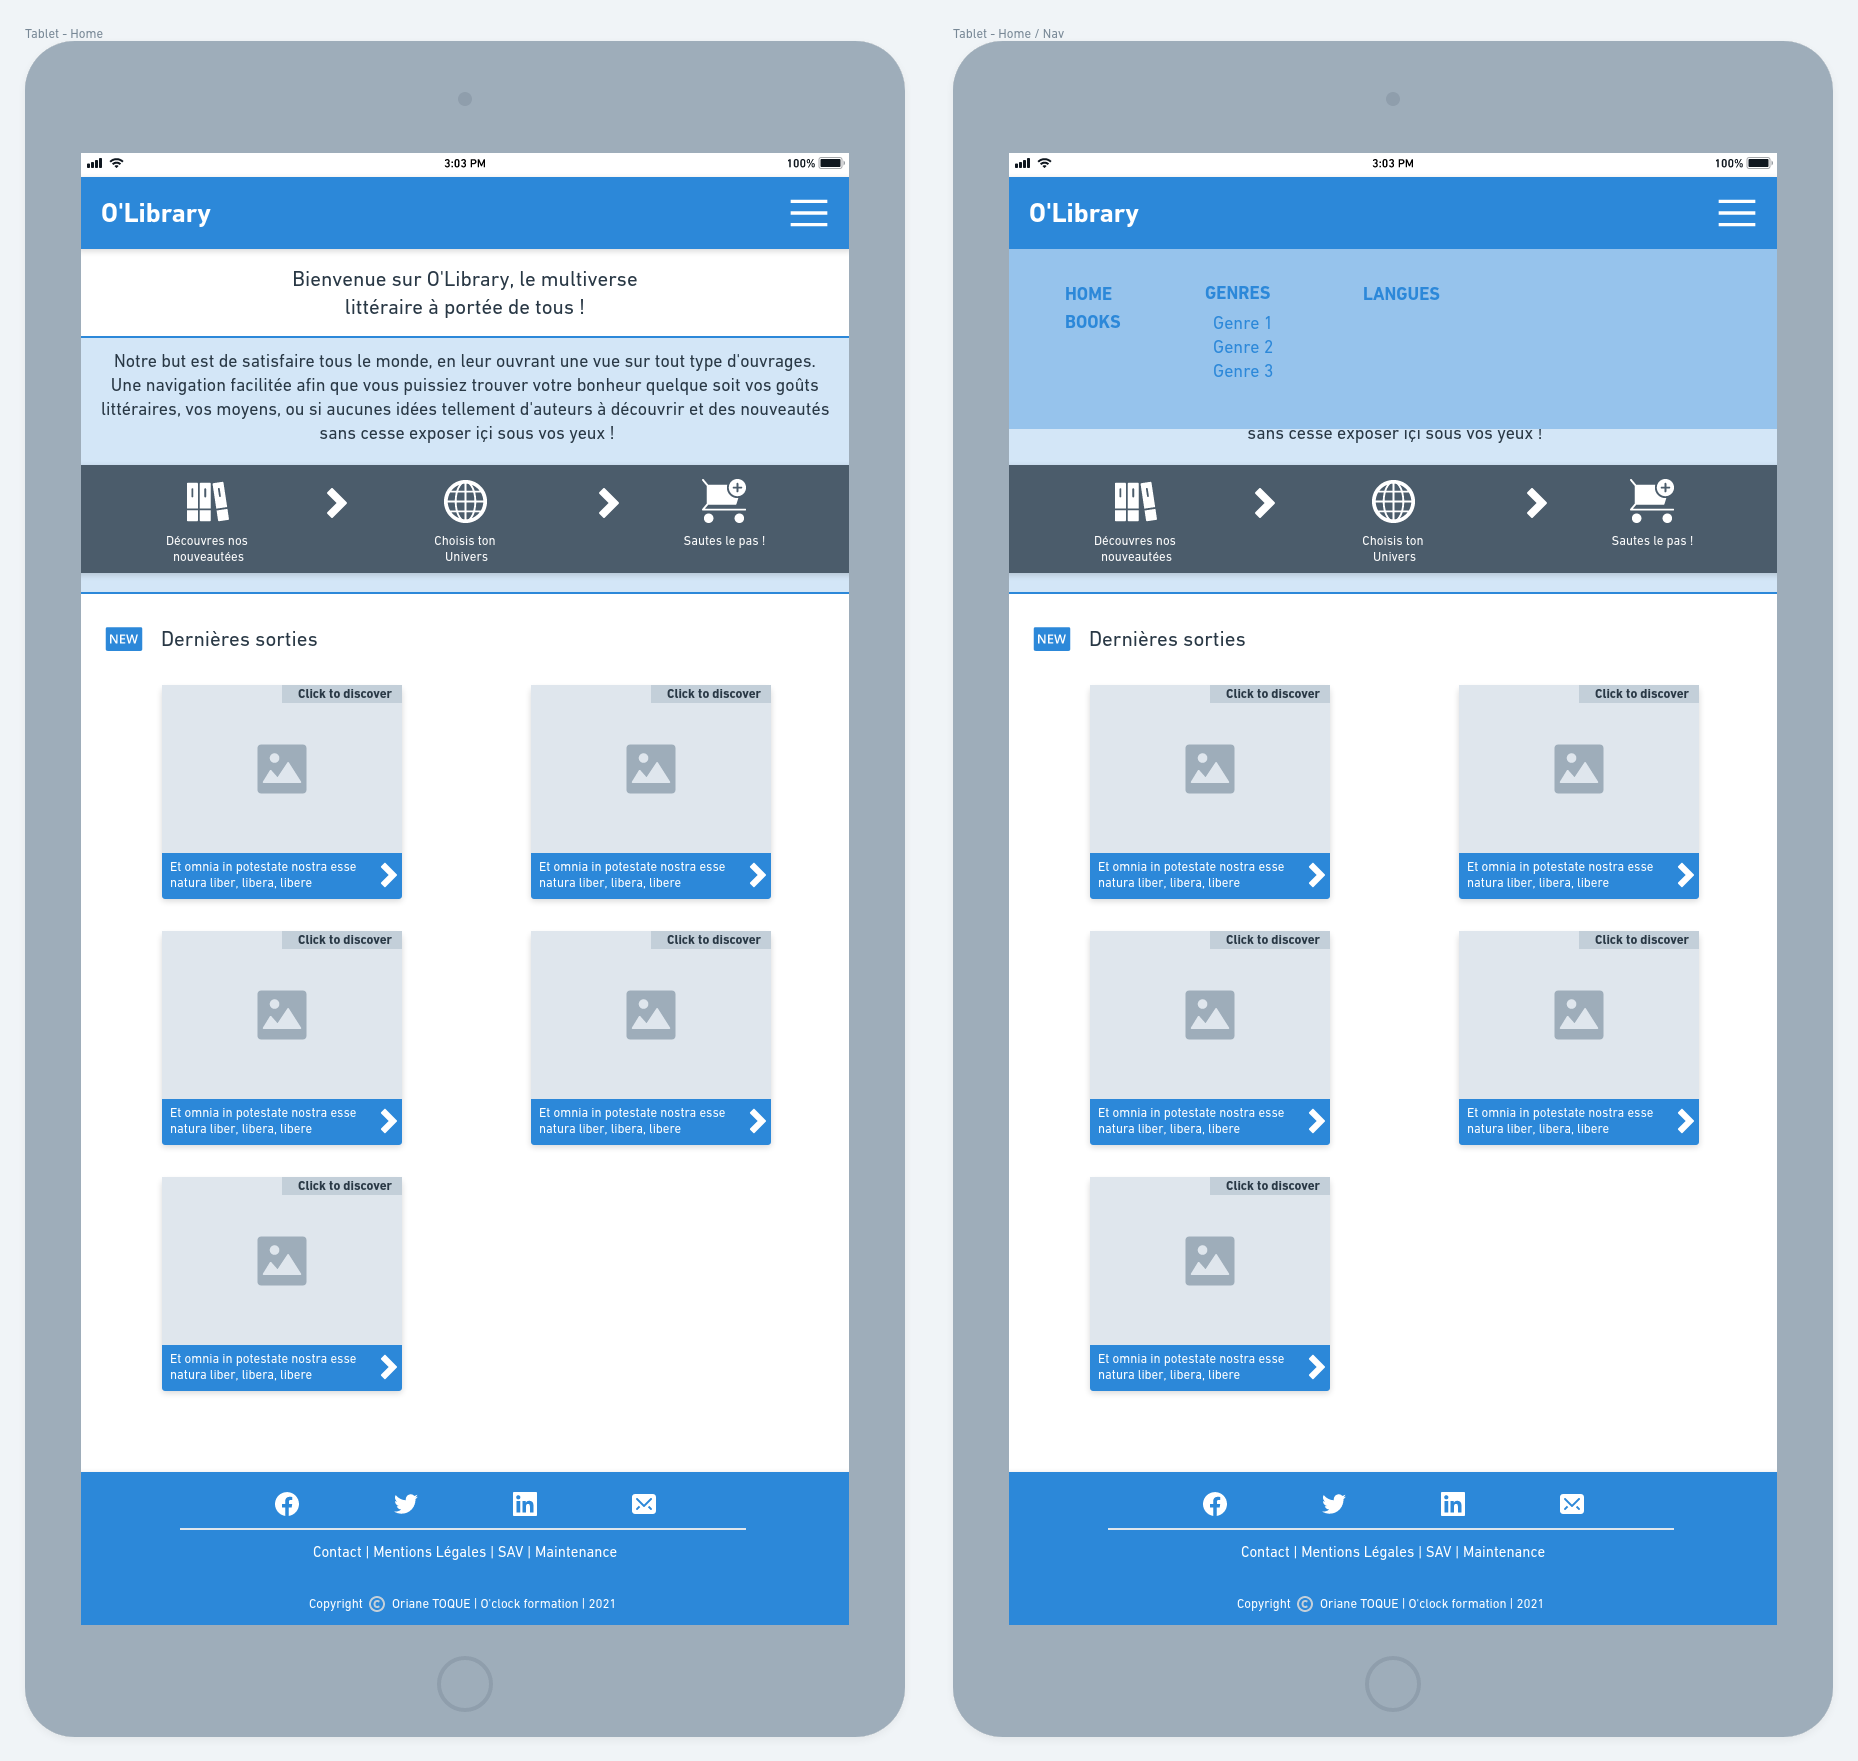 Tablet - Home
3:03 PM
100%
O'Library
Bienvenue sur O'Library, le multiverse
littéraire à portée de tous !
Notre but est de satisfaire tous le monde, en leur ouvrant une vue sur tout type d'ouvrages.
Une navigation facilitée afin que vous puissiez trouver votre bonheur quelque soit vos goûts
littéraires, vos moyens, ou si aucunes idées tellement d'auteurs à découvrir et des nouveautés
sans cesse exposer içi sous vos yeux !
Découvres nos
nouveautées
Choisis ton
Univers
Sautes le pas !
NEW
Dernières sorties
Click to discover
Et omnia in potestate nostra esse
natura liber, libera, libere
Click to discover
Et omnia in potestate nostra esse
natura liber, libera, libere
Click to discover
Et omnia in potestate nostra esse
natura liber, libera, libere
Click to discover
Et omnia in potestate nostra esse
natura liber, libera, libere
Click to discover
Et omnia in potestate nostra esse
natura liber, libera, libere
Contact | Mentions Légales | SAV | Maintenance
Copyright © Oriane TOQUE | O'clock formation | 2021
Tablet - Home / Nav
3:03 PM
100%
O'Library
HOME
BOOKS
GENRES
Genre 1
Genre 2
Genre 3
LANGUES
sans cesse exposer içi sous vos yeux !
Découvres nos
nouveautées
Choisis ton
Univers
Sautes le pas !
NEW
Dernières sorties
Click to discover
Et omnia in potestate nostra esse
natura liber, libera, libere
Click to discover
Et omnia in potestate nostra esse
natura liber, libera, libere
Click to discover
Et omnia in potestate nostra esse
natura liber, libera, libere
Click to discover
Et omnia in potestate nostra esse
natura liber, libera, libere
Click to discover
Et omnia in potestate nostra esse
natura liber, libera, libere
Contact | Mentions Légales | SAV | Maintenance
Copyright © Oriane TOQUE | O'clock formation | 2021